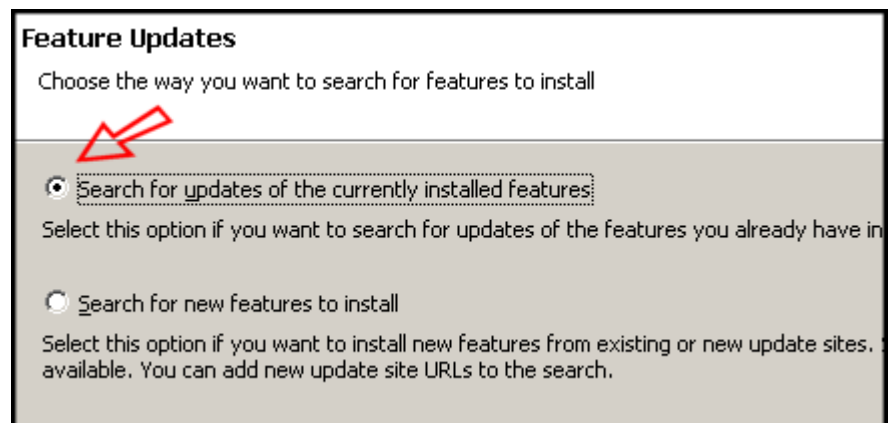 Feature Updates
Choose the way you want to search for features to install
Search for updates of the currently installed features
Select this option if you want to search for updates of the features you already have in
Search for new features to install
Select this option if you want to install new features from existing or new update sites.
available. You can add new update site URLs to the search.